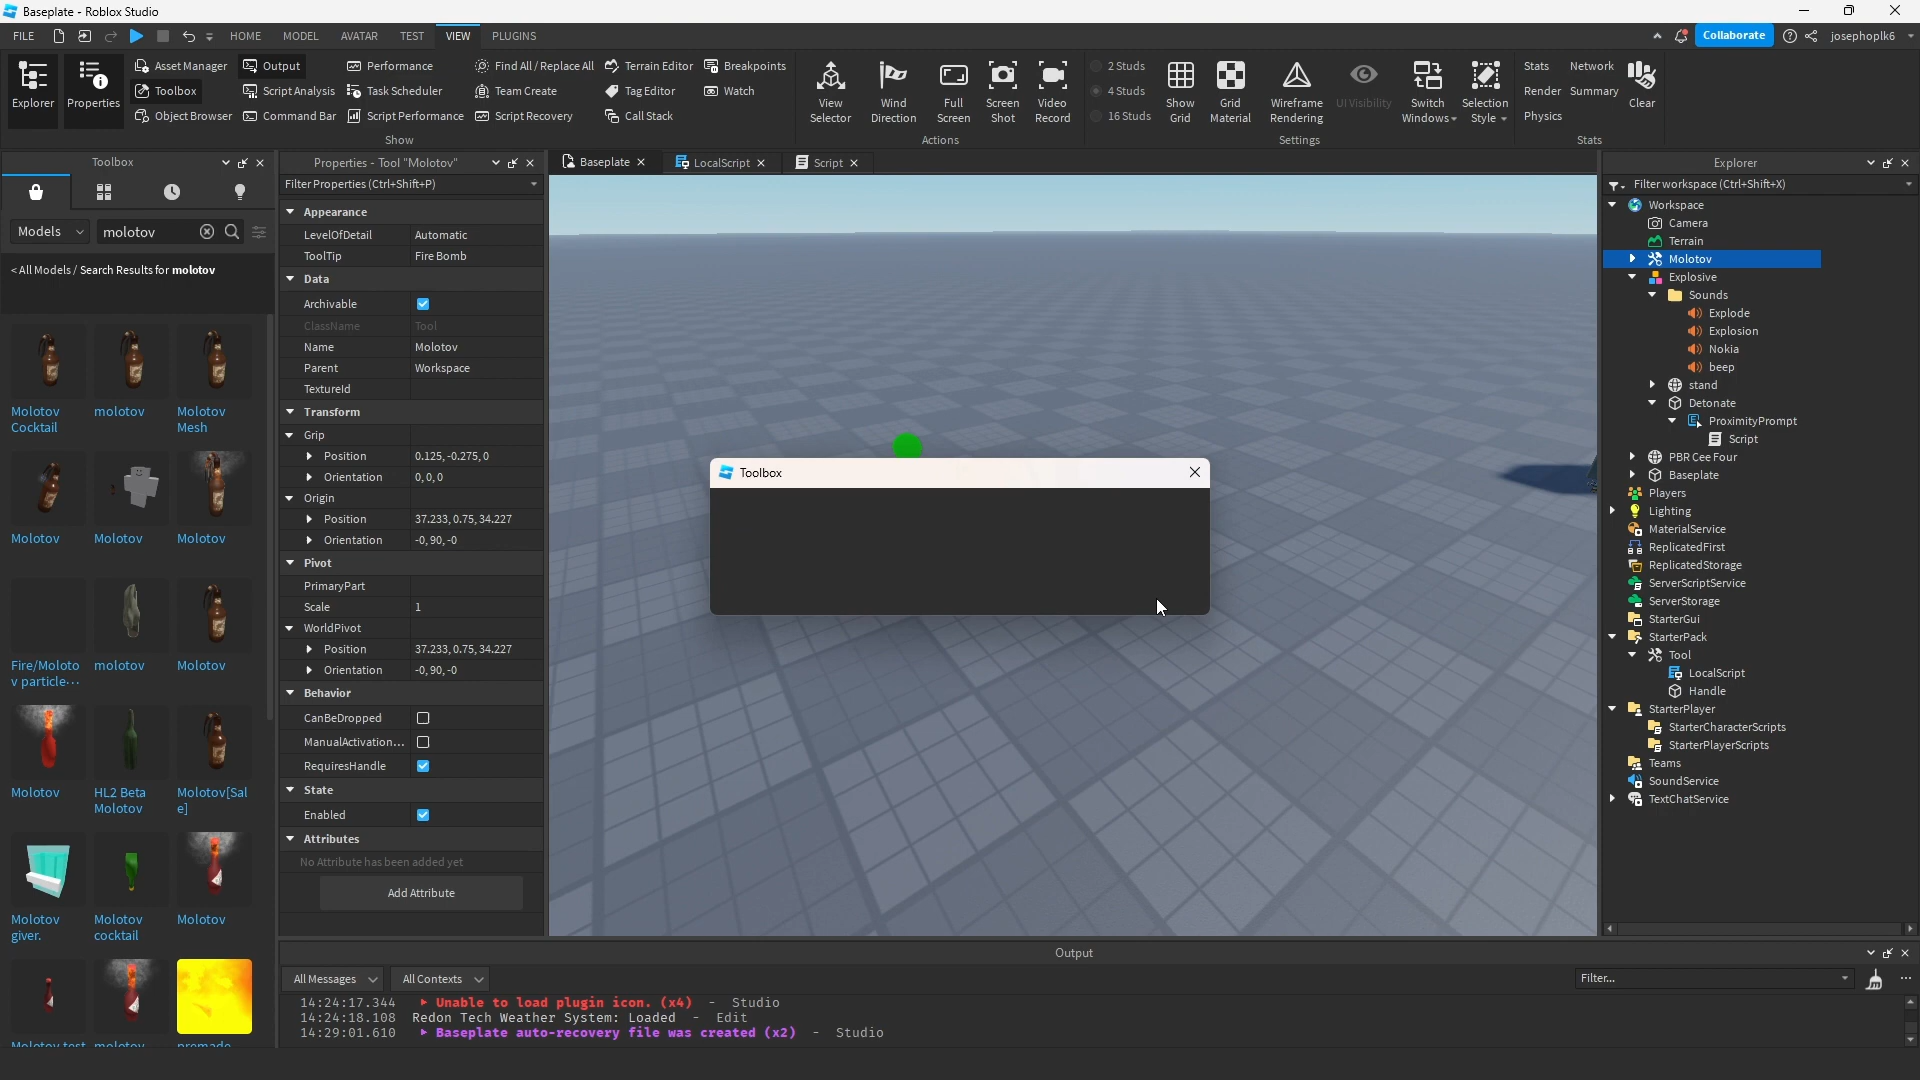 Baseplate - Roblox Studio
FILE
HOME
MODEL
AVATAR
TEST
VIEW
PLUGINS
Collaborate
josephoplk6
Explorer
Properties
Asset Manager
Toolbox
Object Browser
Output
Script Analysis
Command Bar
Performance
Task Scheduler
Script Performance
Find All / Replace All
Team Create
Script Recovery
Terrain Editor
Tag Editor
Call Stack
Breakpoints
Watch
Show
View Selector
Wind Direction
Full Screen
Screen Shot
Video Record
Actions
2 Studs
4 Studs
16 Studs
Show Grid
Grid Material
Wireframe Rendering
UI Visibility
Switch Windows
Selection Style
Settings
Stats
Network
Render
Summary
Physics
Clear
Stats
Toolbox
Models
molotov
< All Models / Search Results for molotov
Molotov Cocktail
molotov
Molotov Mesh
Molotov
Molotov
Molotov
Fire/Moloto v particle...
molotov
Molotov
Molotov
HL2 Beta Molotov
Molotov[Sal e]
Molotov giver.
Molotov cocktail
Molotov
Molotov test
molotov
premade
Properties - Tool "Molotov"
Filter Properties (Ctrl+Shift+P)
Appearance
LevelOfDetail Automatic
ToolTip Fire Bomb
Data
Archivable
ClassName Tool
Name Molotov
Parent Workspace
TextureId
Transform
Grip
Position 0.125, -0.275, 0
Orientation 0, 0, 0
Origin
Position 37.233, 0.75, 34.227
Orientation -0, 90, -0
Pivot
PrimaryPart
Scale 1
WorldPivot
Position 37.233, 0.75, 34.227
Orientation -0, 90, -0
Behavior
CanBeDropped
ManualActivation...
RequiresHandle
State
Enabled
Attributes
No Attribute has been added yet
Add Attribute
Baseplate
LocalScript
Script
Toolbox
Explorer
Filter workspace (Ctrl+Shift+X)
Workspace
Camera
Terrain
Molotov
Explosive
Sounds
Explode
Explosion
Nokia
beep
stand
Detonate
ProximityPrompt
Script
PBR Cee Four
Baseplate
Players
Lighting
MaterialService
ReplicatedFirst
ReplicatedStorage
ServerScriptService
ServerStorage
StarterGui
StarterPack
Tool
LocalScript
Handle
StarterPlayer
StarterCharacterScripts
StarterPlayerScripts
Teams
SoundService
TextChatService
Output
All Messages
All Contexts
Filter...
14:24:17.344 Unable to load plugin icon. (x4) - Studio
14:24:18.108 Redon Tech Weather System: Loaded - Edit
14:29:01.610 Baseplate auto-recovery file was created (x2) - Studio